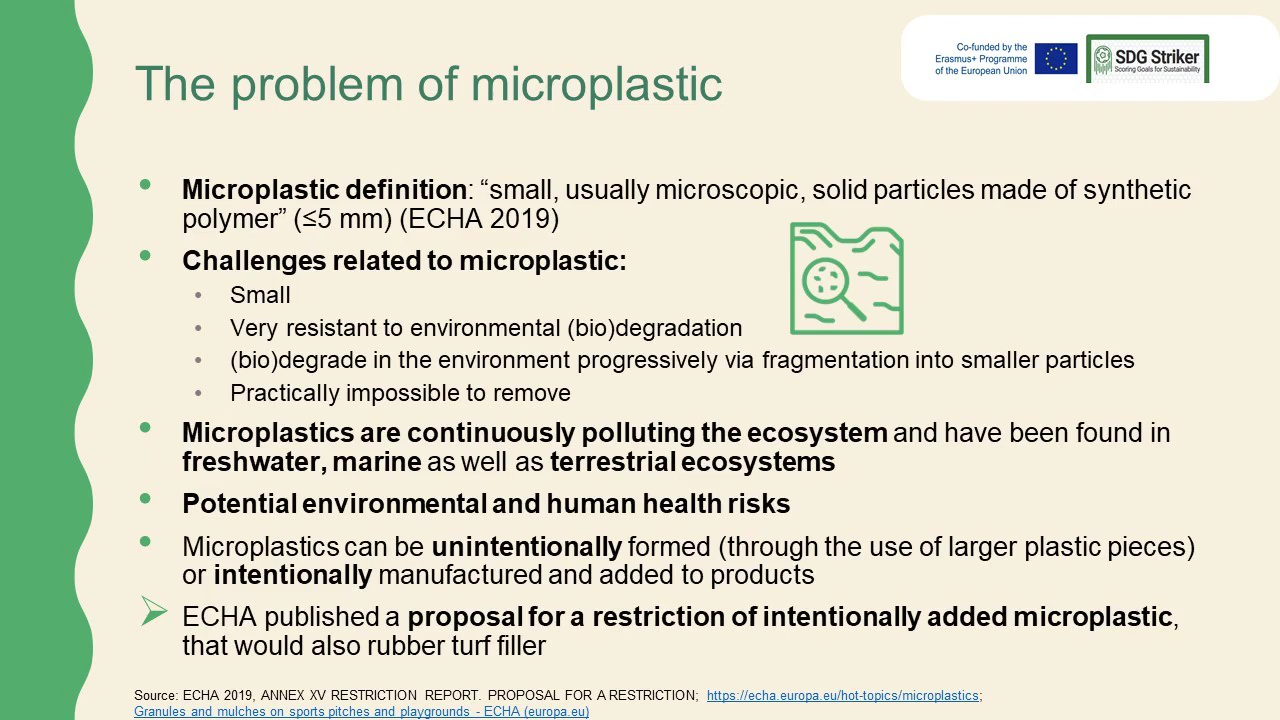 Co-funded by the
Erasmus+ Programme
of the European Union
SDG Striker
Scoring Goals for Sustainability
The problem of microplastic
• Microplastic definition: “small, usually microscopic, solid particles made of synthetic
polymer” (≤5 mm) (ECHA 2019)
• Challenges related to microplastic:
• Small
• Very resistant to environmental (bio)degradation
• (bio)degrade in the environment progressively via fragmentation into smaller particles
• Practically impossible to remove
• Microplastics are continuously polluting the ecosystem and have been found in
freshwater, marine as well as terrestrial ecosystems
• Potential environmental and human health risks
• Microplastics can be unintentionally formed (through the use of larger plastic pieces)
or intentionally manufactured and added to products
➢ ECHA published a proposal for a restriction of intentionally added microplastic,
that would also rubber turf filler
Source: ECHA 2019, ANNEX XV RESTRICTION REPORT. PROPOSAL FOR A RESTRICTION; https://echa.europa.eu/hot-topics/microplastics;
Granules and mulches on sports pitches and playgrounds - ECHA (europa.eu)